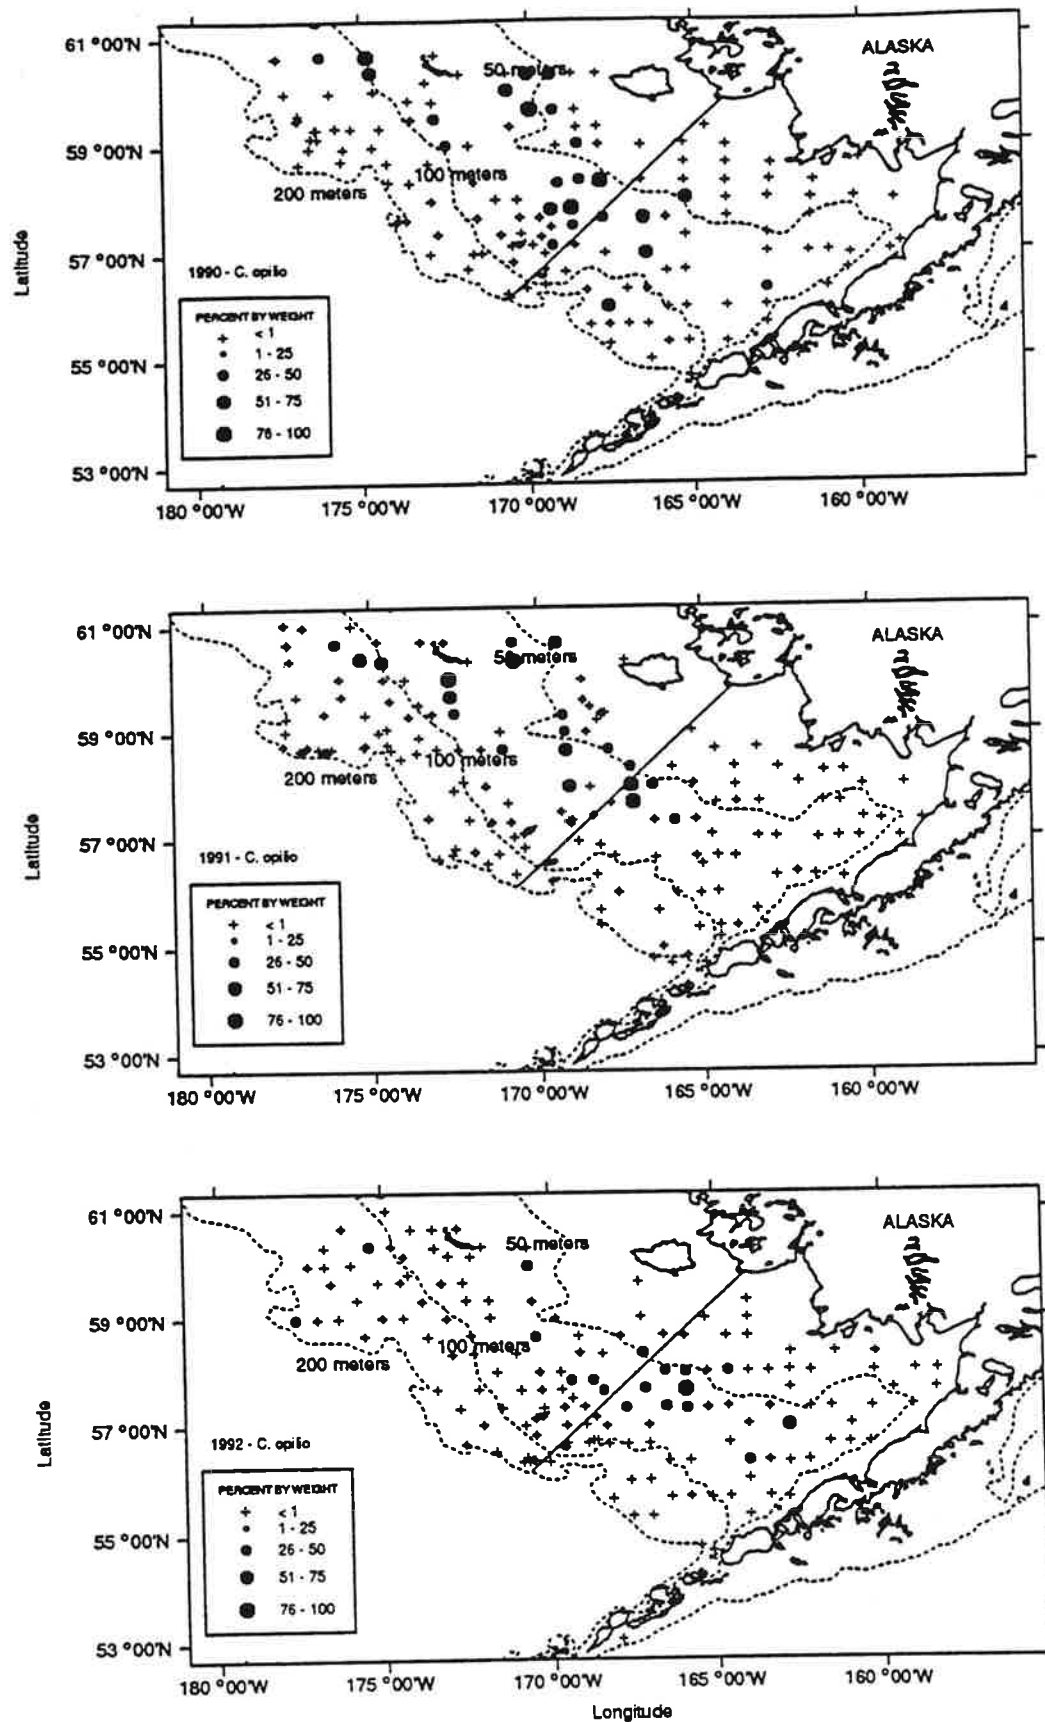 61 °00'N
ALASKA
50 meters
59 °00'N
100 meters
200 meters
Latitude
57 °00'N
1990 - C. opilio
PERCENT BY WEIGHT
< 1
1 - 25
26 - 50
51 - 75
76 - 100
55 °00'N
53 °00'N
180 °00'W 175 °00'W 170 °00'W 165 °00'W 160 °00'W
61 °00'N
ALASKA
50 meters
59 °00'N
100 meters
200 meters
Latitude
57 °00'N
1991 - C. opilio
PERCENT BY WEIGHT
< 1
1 - 25
26 - 50
51 - 75
76 - 100
55 °00'N
53 °00'N
180 °00'W 175 °00'W 170 °00'W 165 °00'W 160 °00'W
61 °00'N
ALASKA
50 meters
59 °00'N
100 meters
200 meters
Latitude
57 °00'N
1992 - C. opilio
PERCENT BY WEIGHT
< 1
1 - 25
26 - 50
51 - 75
76 - 100
55 °00'N
53 °00'N
180 °00'W 175 °00'W 170 °00'W 165 °00'W 160 °00'W
Longitude